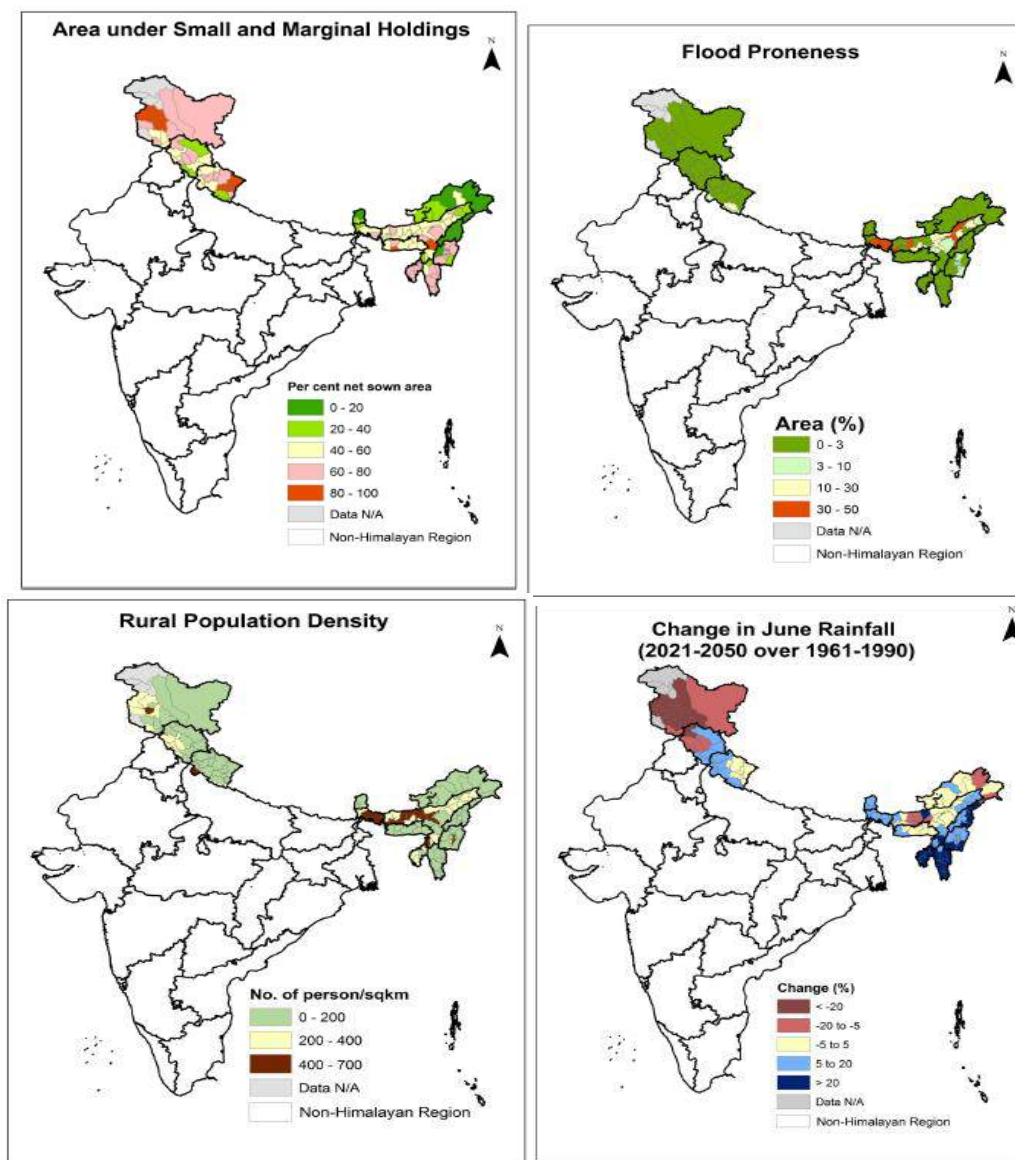 Area under Small and Marginal Holdings
N
Per cent net sown area
0 - 20
20 - 40
40 - 60
60 - 80
80 - 100
Data N/A
Non-Himalayan Region
Flood Proneness
N
Area (%)
0 - 3
3 - 10
10 - 30
30 - 50
Data N/A
Non-Himalayan Region
Rural Population Density
N
No. of person/sqkm
0 - 200
200 - 400
400 - 700
Data N/A
Non-Himalayan Region
Change in June Rainfall
(2021-2050 over 1961-1990)
N
Change (%)
< -20
-20 to -5
-5 to 5
5 to 20
> 20
Data N/A
Non-Himalayan Region